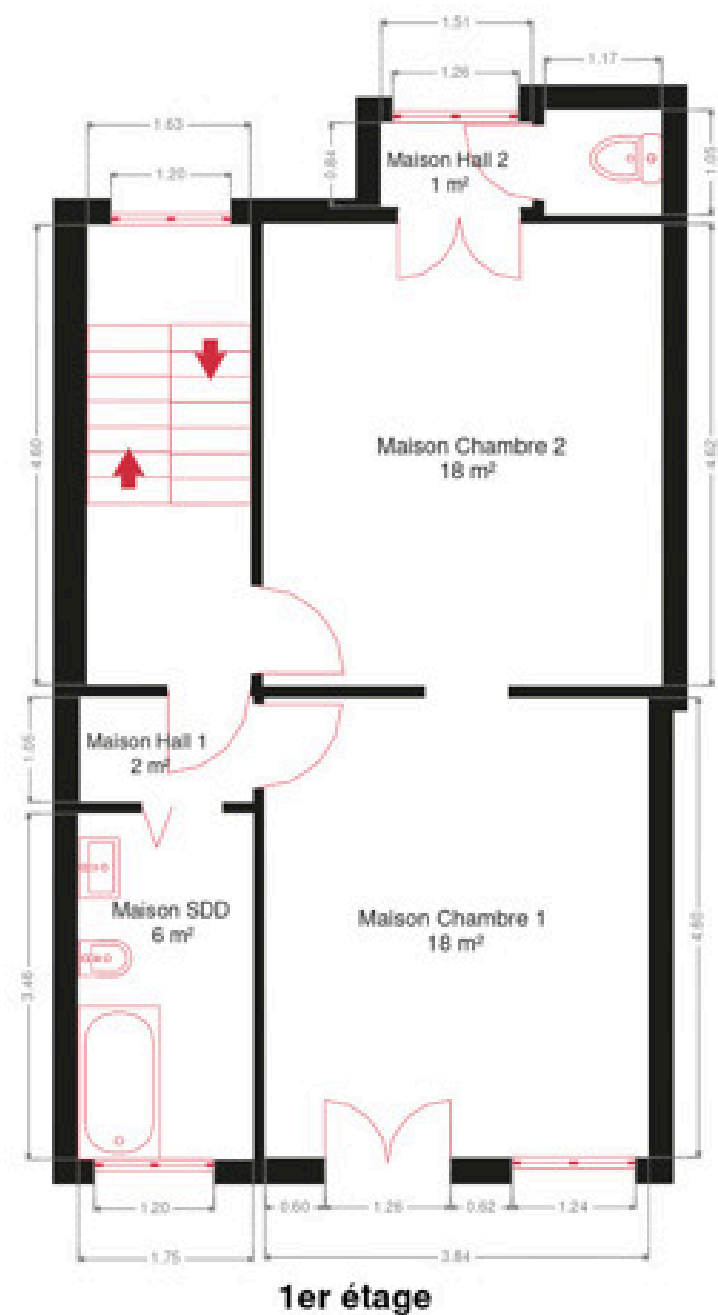 1.51
1.26
1.17
1.63
1.20
0.84
Maison Hall 2
1 m²
1.05
4.60
Maison Chambre 2
18 m²
4.62
Maison Hall 1
2 m²
1.05
Maison SDD
6 m²
3.46
Maison Chambre 1
18 m²
4.60
1.20
1.75
0.60
1.26
0.62
1.24
3.84
1er étage